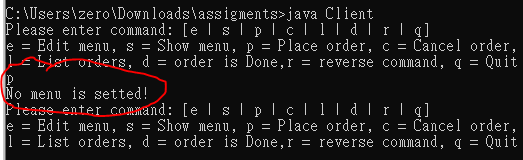 C:\Users\zero\Downloads\assigments>java Client
Please enter command: [e | s | p | c | l | d | r | q]
e = Edit menu, s = Show menu, p = Place order, c = Cancel order,
l = List orders, d = order is Done,r = reverse command, q = Quit
p
No menu is setted!
Please enter command: [e | s | p | c | l | d | r | q]
e = Edit menu, s = Show menu, p = Place order, c = Cancel order,
l = List orders, d = order is Done,r = reverse command, q = Quit